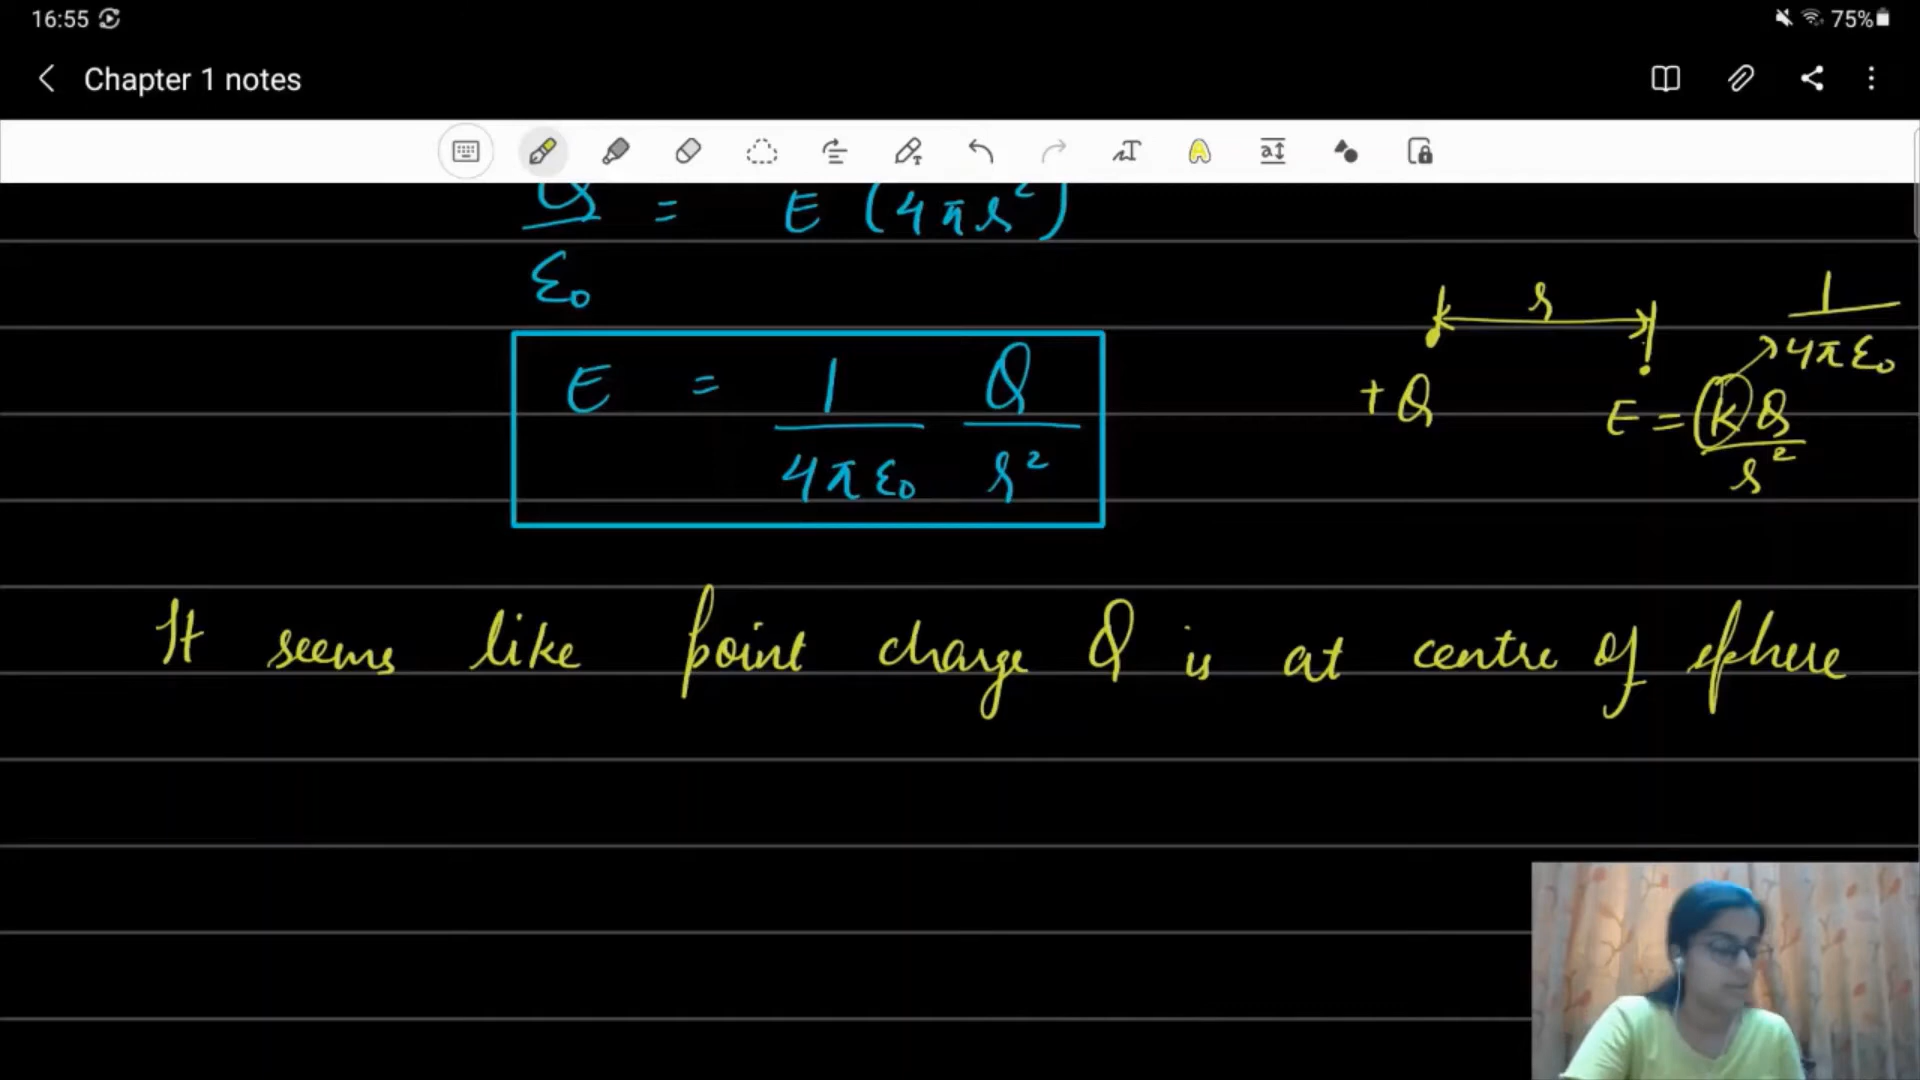 16:55
75%
Chapter 1 notes
Q/ε₀ = E (4πr²)
E = 1/4πε₀ Q/r²
r
+Q
E = kQ/r²
1/4πε₀
It seems like point charge Q is at centre of sphere